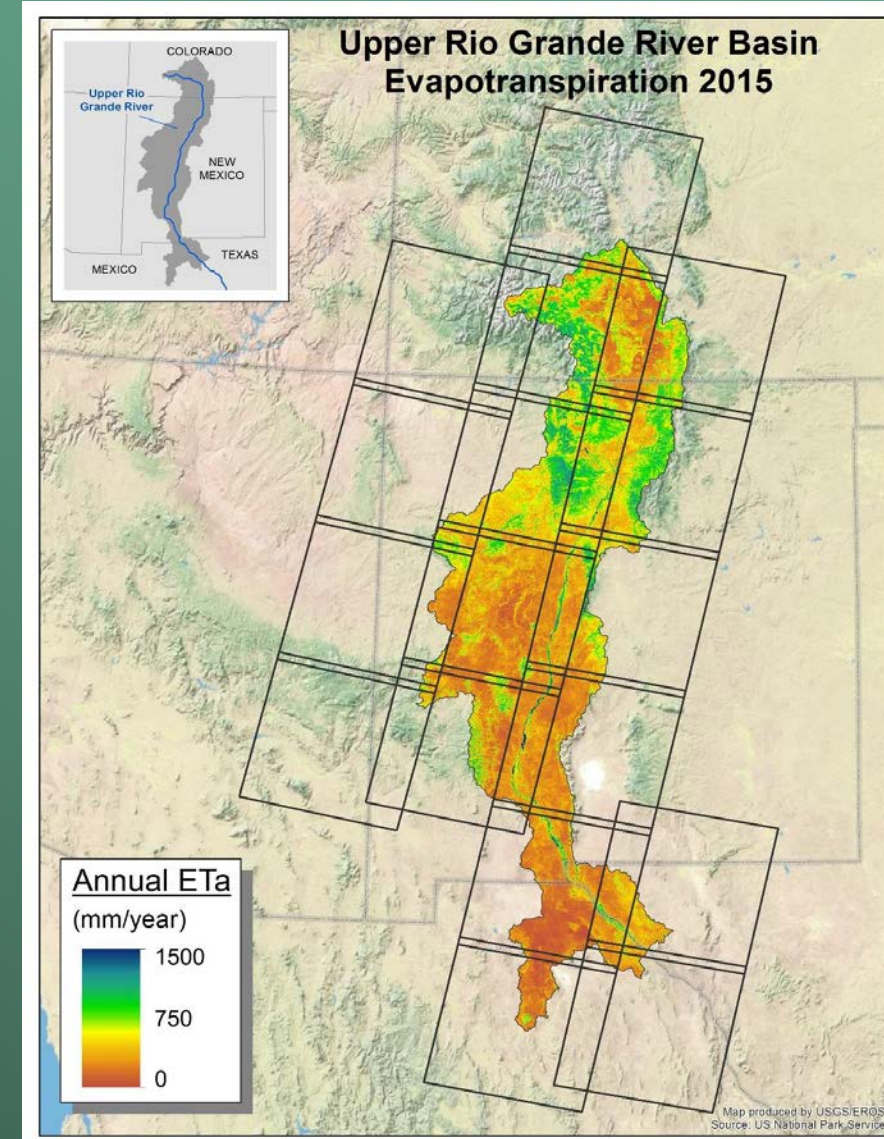 Upper Rio Grande River Basin
Evapotranspiration 2015
COLORADO
Upper Rio
Grande River
NEW
MEXICO
TEXAS
MEXICO
Annual ETa
(mm/year)
1500
750
0
Map produced by USGS/EROS
Source: US National Park Service